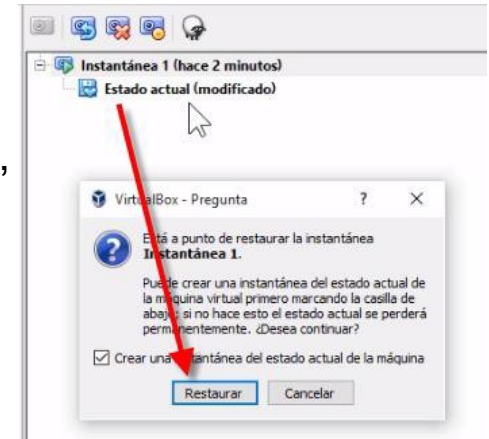 Instantánea 1 (hace 2 minutos)
Estado actual (modificado)
,
VirtualBox - Pregunta ? ✕
Está a punto de restaurar la instantánea
Instantánea 1.
Puede crear una instantánea del estado actual de
la máquina virtual primero marcando la casilla de
abajo; si no hace esto el estado actual se perderá
permanentemente. ¿Desea continuar?
Crear una instantánea del estado actual de la máquina
Restaurar Cancelar